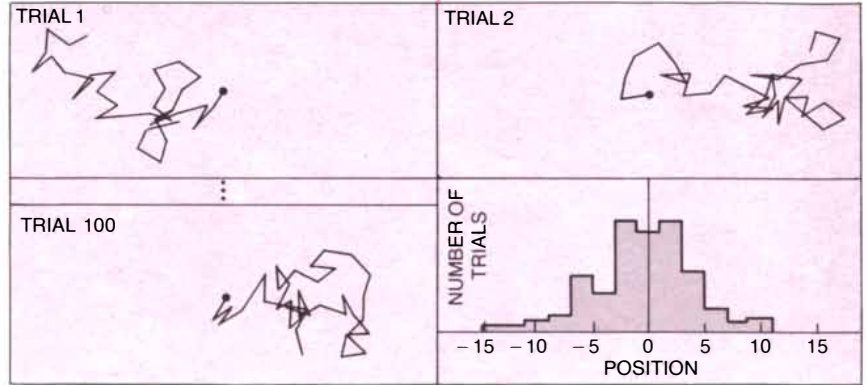 TRIAL 1
TRIAL 2
TRIAL 100
NUMBER OF
TRIALS
−15 −10 −5 0 5 10 15
POSITION